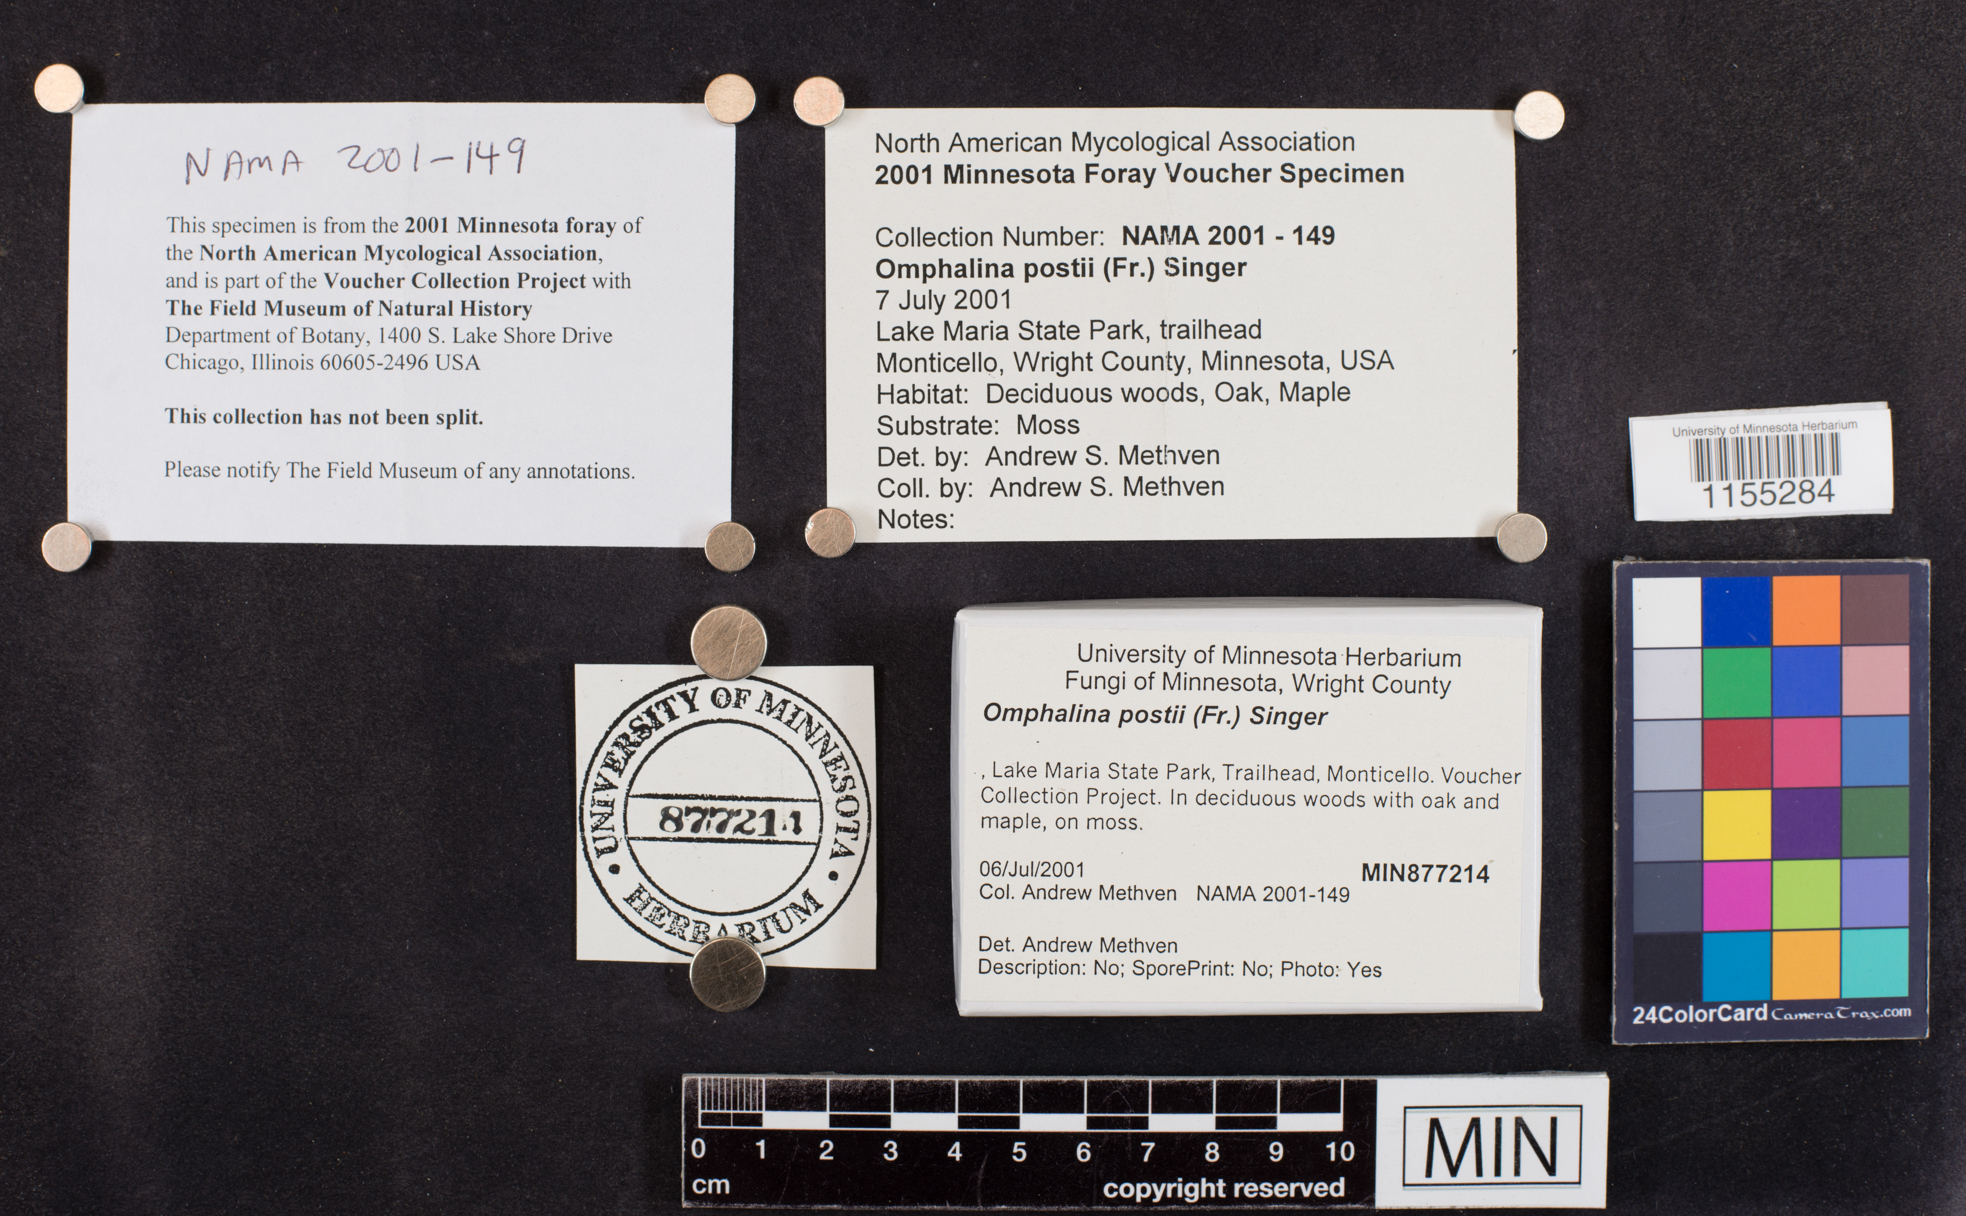 NAMA 2001-149
This specimen is from the 2001 Minnesota foray of
the North American Mycological Association,
and is part of the Voucher Collection Project with
The Field Museum of Natural History
Department of Botany, 1400 S. Lake Shore Drive
Chicago, Illinois 60605-2496 USA
This collection has not been split.
Please notify The Field Museum of any annotations.
North American Mycological Association
2001 Minnesota Foray Voucher Specimen
Collection Number: NAMA 2001 - 149
Omphalina postii (Fr.) Singer
7 July 2001
Lake Maria State Park, trailhead
Monticello, Wright County, Minnesota, USA
Habitat: Deciduous woods, Oak, Maple
Substrate: Moss
Det. by: Andrew S. Methven
Coll. by: Andrew S. Methven
Notes:
University of Minnesota Herbarium
1155284
UNIVERSITY OF MINNESOTA
877214
HERBARIUM
University of Minnesota Herbarium
Fungi of Minnesota, Wright County
Omphalina postii (Fr.) Singer
, Lake Maria State Park, Trailhead, Monticello. Voucher
Collection Project. In deciduous woods with oak and
maple, on moss.
06/Jul/2001
MIN877214
Col. Andrew Methven NAMA 2001-149
Det. Andrew Methven
Description: No; SporePrint: No; Photo: Yes
24ColorCard CameraTrax.com
0 1 2 3 4 5 6 7 8 9 10
cm
copyright reserved
MIN